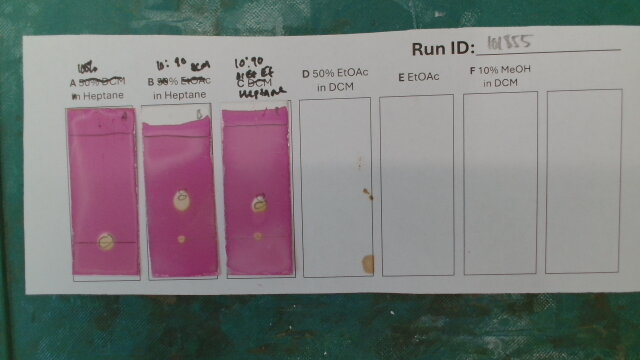 Run ID: 101855
100%
A 50% DCM
in Heptane
10:90 DCM
B 30% EtOAc
in Heptane
10:90
C DCM
Heptane
D 50% EtOAc
in DCM
E EtOAc
F 10% MeOH
in DCM